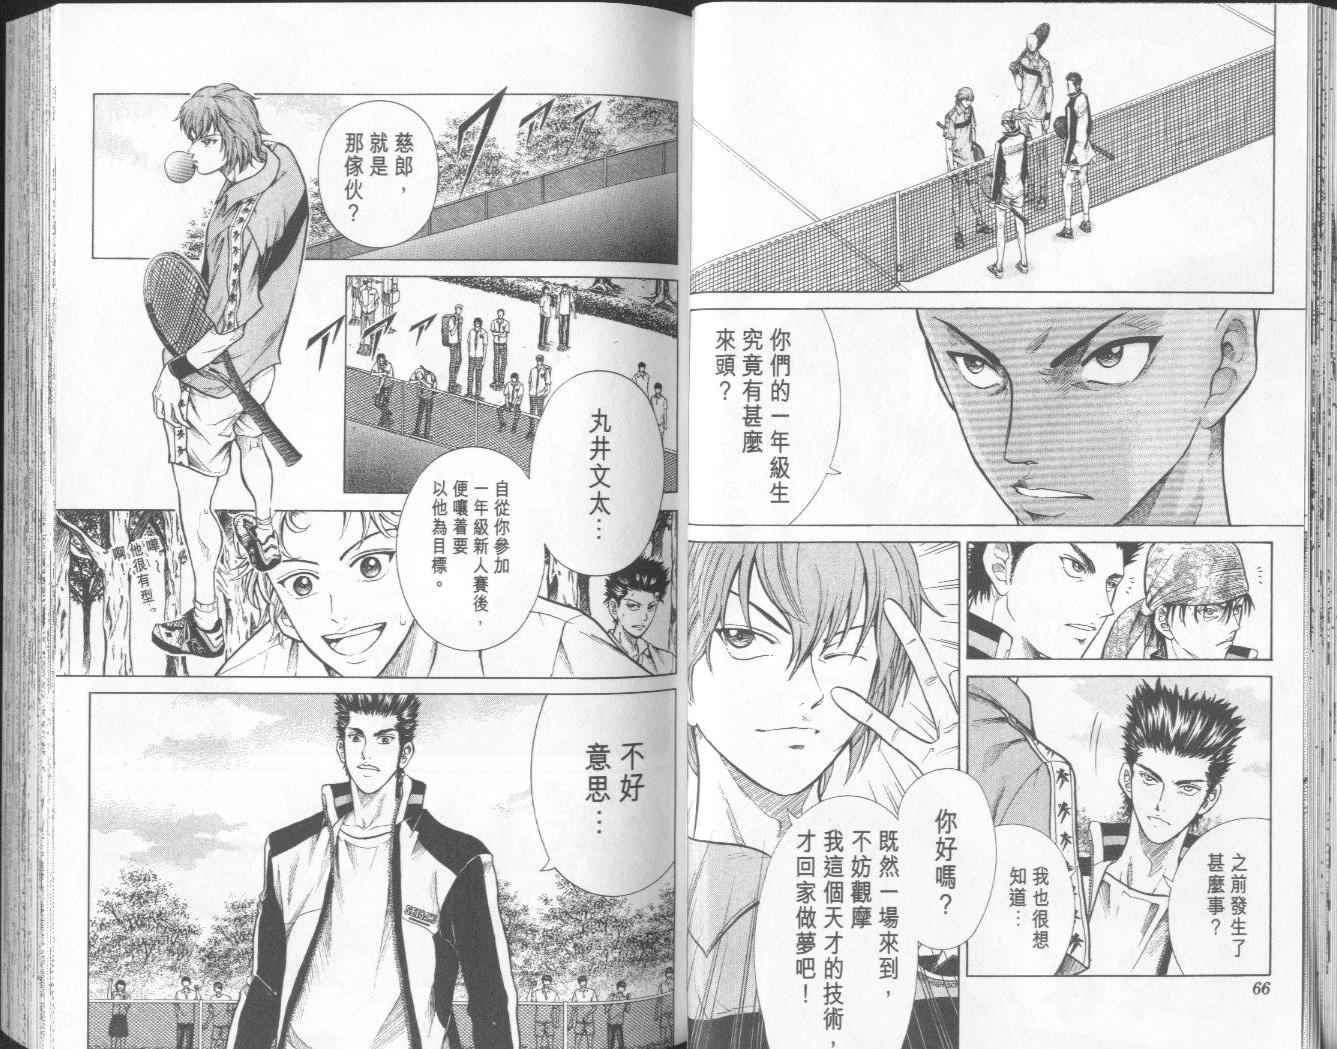 你們的一年級生
究竟有甚麼
來頭？
之前發生了
甚麼事？
我也很想
知道…
你好嗎？
既然一場來到，
不妨觀摩
我這個天才的技術，
才回家做夢吧！
66
慈郎，
就是
那傢伙？
丸井文太…
自從你參加
一年級新人賽後，
便嚷着要
以他為目標。
嘩～
他很有型。
啊！
不好
意思…